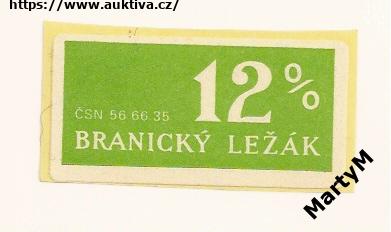 https://www.auktiva.cz/
12%
ČSN 56 66 35
BRANICKÝ LEŽÁK
MartyM